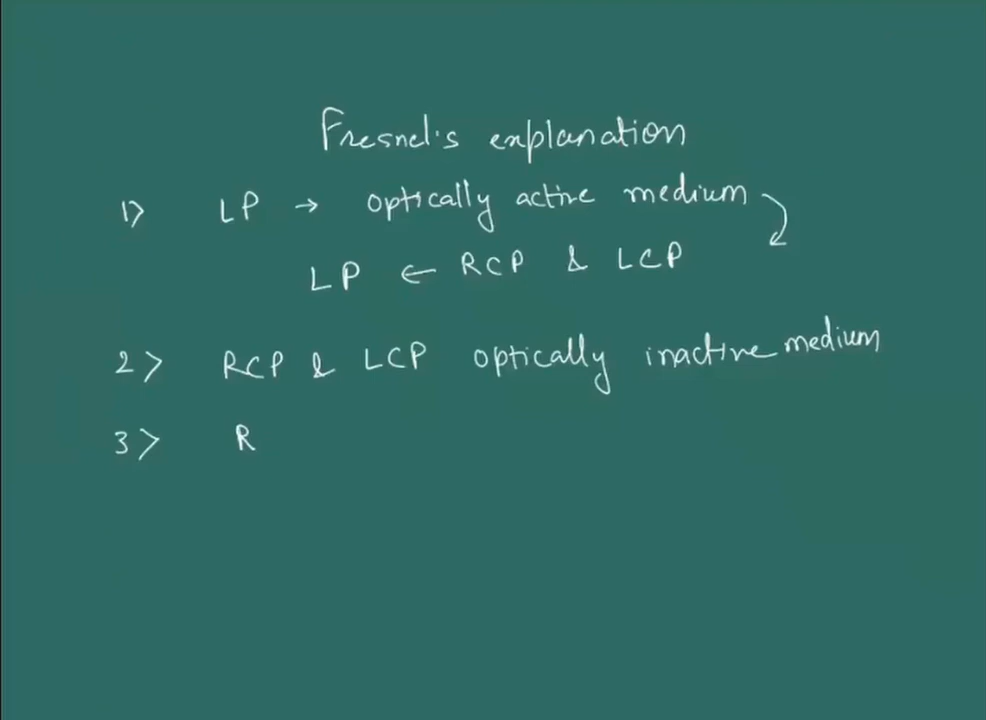 Fresnel's explanation
1> LP → optically active medium
LP ← RCP & LCP
2> RCP & LCP optically inactive medium
3> R